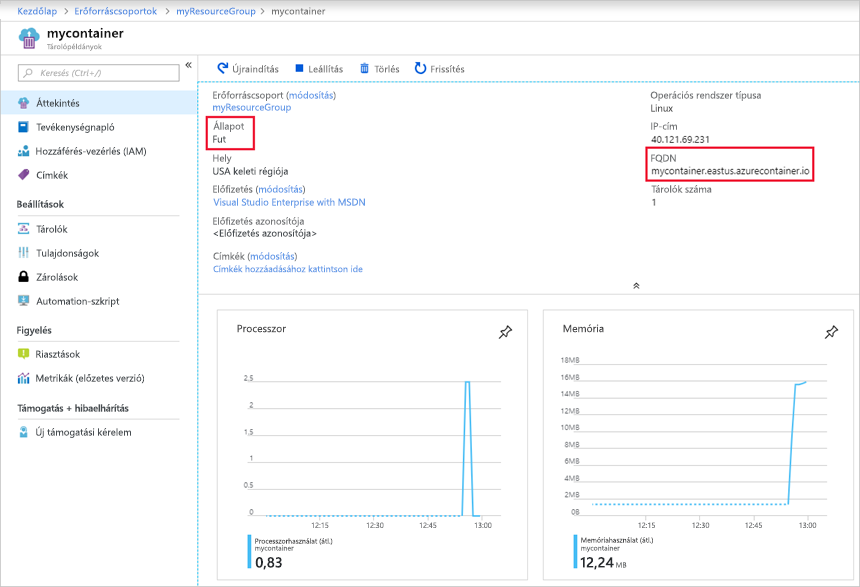 Kezdőlap > Erőforráscsoportok > myResourceGroup > mycontainer
mycontainer
Tárolópéldányok
Keresés (Ctrl+/)
«
Újraindítás
Leállítás
Törlés
Frissítés
Áttekintés
Tevékenységnapló
Hozzáférés-vezérlés (IAM)
Címkék
Beállítások
Tárolók
Tulajdonságok
Zárolások
Automation-szkript
Figyelés
Riasztások
Metrikák (előzetes verzió)
Támogatás + hibaelhárítás
Új támogatási kérelem
Erőforráscsoport (módosítás)
myResourceGroup
Állapot
Fut
Hely
USA keleti régiója
Előfizetés (módosítás)
Visual Studio Enterprise with MSDN
Előfizetés azonosítója
<Előfizetés azonosítója>
Címkék (módosítás)
Címkék hozzáadásához kattintson ide
Operációs rendszer típusa
Linux
IP-cím
40.121.69.231
FQDN
mycontainer.eastus.azurecontainer.io
Tárolók száma
1
Processzor
2,5
2
1,5
1
0,5
0
12:15 12:30 12:45 13:00
Processzorhasználat (átl.)
mycontainer
0,83
Memória
18MB
16MB
14MB
12MB
10MB
8MB
6MB
4MB
2MB
0B
12:15 12:30 12:45 13:00
Memóriahasználat (átl.)
mycontainer
12,24 MB